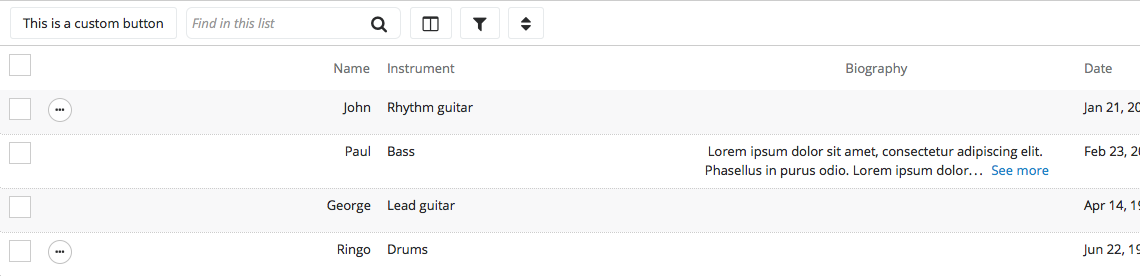 This is a custom button Find in this list
Name Instrument Biography Date
John Rhythm guitar Jan 21, 20
Paul Bass Lorem ipsum dolor sit amet, consectetur adipiscing elit. Feb 23, 20
Phasellus in purus odio. Lorem ipsum dolor... See more
George Lead guitar Apr 14, 19
Ringo Drums Jun 22, 19